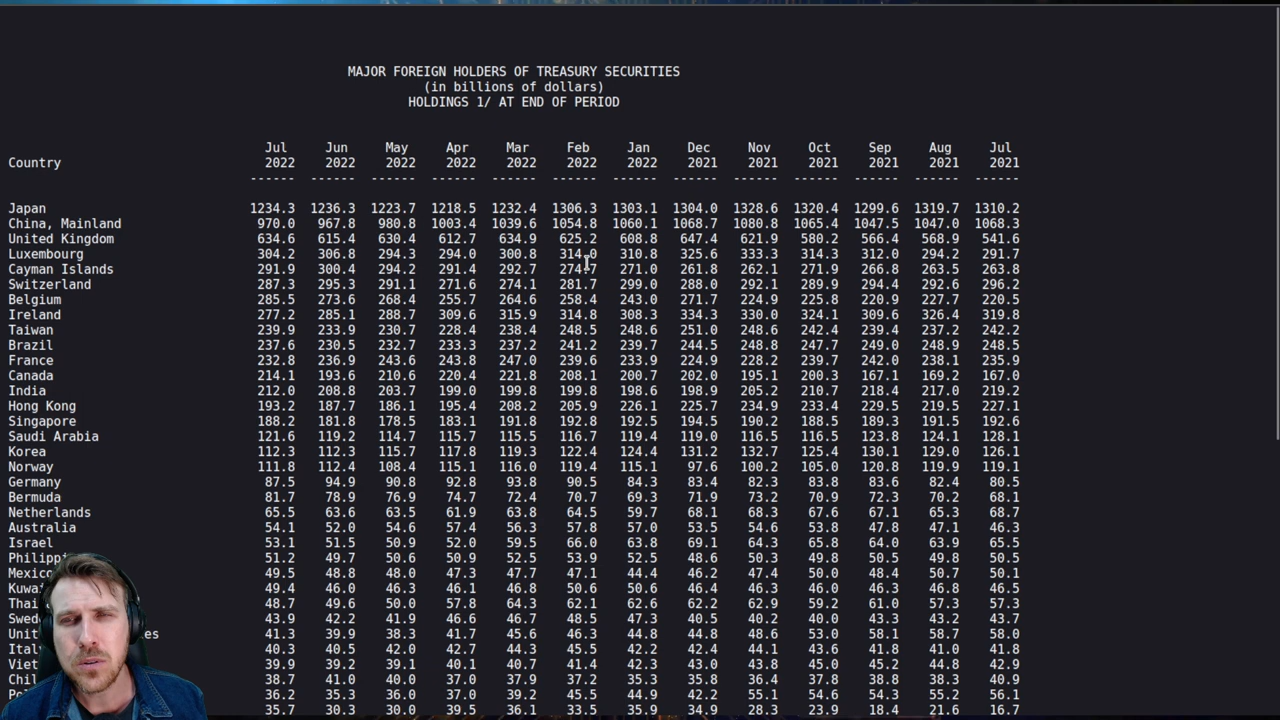 MAJOR FOREIGN HOLDERS OF TREASURY SECURITIES
(in billions of dollars)
HOLDINGS 1/ AT END OF PERIOD
Jul Jun May Apr Mar Feb Jan Dec Nov Oct Sep Aug Jul
Country 2022 2022 2022 2022 2022 2022 2022 2021 2021 2021 2021 2021 2021
------ ------ ------ ------ ------ ------ ------ ------ ------ ------ ------ ------ ------
Japan 1234.3 1236.3 1223.7 1218.5 1232.4 1306.3 1303.1 1304.0 1328.6 1320.4 1299.6 1319.7 1310.2
China, Mainland 970.0 967.8 980.8 1003.4 1039.6 1054.8 1060.1 1068.7 1080.8 1065.4 1047.5 1047.0 1068.3
United Kingdom 634.6 615.4 630.4 612.7 634.9 625.2 608.8 647.4 621.9 580.2 566.4 568.9 541.6
Luxembourg 304.2 306.8 294.3 294.0 300.8 314.0 310.8 325.6 333.3 314.3 312.0 294.2 291.7
Cayman Islands 291.9 300.4 294.2 291.4 292.7 274.7 271.0 261.8 262.1 271.9 266.8 263.5 263.8
Switzerland 287.3 295.3 291.1 271.6 274.1 281.7 299.0 288.0 292.1 289.9 294.4 292.6 296.2
Belgium 285.5 273.6 268.4 255.7 264.6 258.4 243.0 271.7 224.9 225.8 220.9 227.7 220.5
Ireland 277.2 285.1 288.7 309.6 315.9 314.8 308.3 334.3 330.0 324.1 309.6 326.4 319.8
Taiwan 239.9 233.9 230.7 228.4 238.4 248.5 248.6 251.0 248.6 242.4 239.4 237.2 242.2
Brazil 237.6 230.5 232.7 233.3 237.2 241.2 239.7 244.5 248.8 247.7 249.0 248.9 248.5
France 232.8 236.9 243.6 243.8 247.0 239.6 233.9 224.9 228.2 239.7 242.0 238.1 235.9
Canada 214.1 193.6 210.6 220.4 221.8 208.1 200.7 202.0 195.1 200.3 167.1 169.2 167.0
India 212.0 208.8 203.7 199.0 199.8 199.8 198.6 198.9 205.2 210.7 218.4 217.0 219.2
Hong Kong 193.2 187.7 186.1 195.4 208.2 205.9 226.1 225.7 234.9 233.4 229.5 219.5 227.1
Singapore 188.2 181.8 178.5 183.1 191.8 192.8 192.5 194.5 190.2 188.5 189.3 191.5 192.6
Saudi Arabia 121.6 119.2 114.7 115.7 115.5 116.7 119.4 119.0 116.5 116.5 123.8 124.1 128.1
Korea 112.3 112.3 115.7 117.8 119.3 122.4 124.4 131.2 132.7 125.4 130.1 129.0 126.1
Norway 111.8 112.4 108.4 115.1 116.0 119.4 115.1 97.6 100.2 105.0 120.8 119.9 119.1
Germany 87.5 94.9 90.8 92.8 93.8 90.5 84.3 83.4 82.3 83.8 83.6 82.4 80.5
Bermuda 81.7 78.9 76.9 74.7 72.4 70.7 69.3 71.9 73.2 70.9 72.3 70.2 68.1
Netherlands 65.5 63.6 63.5 61.9 63.8 64.5 59.7 68.1 68.3 67.6 67.1 65.3 68.7
Australia 54.1 52.0 54.6 57.4 56.3 57.8 57.0 53.5 54.6 53.8 47.8 47.1 46.3
Israel 53.1 51.5 50.9 52.0 59.5 66.0 63.8 69.1 64.3 65.8 64.0 63.9 65.5
Philippi 51.2 49.7 50.6 50.9 52.5 53.9 52.5 48.6 50.3 49.8 50.5 49.8 50.5
Mexico 49.5 48.8 48.0 47.3 47.7 47.1 44.4 46.2 47.4 50.0 48.4 50.7 50.1
Kuwa 49.4 46.0 46.3 46.1 46.8 50.6 50.6 46.4 46.3 46.0 46.3 46.8 46.5
Thai 48.7 49.6 50.0 57.8 64.3 62.1 62.6 62.2 62.9 59.2 61.0 57.3 57.3
Swed 43.9 42.2 41.9 46.6 46.7 48.5 47.3 40.5 40.2 40.0 43.3 43.2 43.7
Unit es 41.3 39.9 38.3 41.7 45.6 46.3 44.8 44.8 48.6 53.0 58.1 58.7 58.0
Ital 40.3 40.5 42.0 42.7 44.3 45.5 42.2 42.4 44.1 43.6 41.8 41.0 41.8
Viet 39.9 39.2 39.1 40.1 40.7 41.4 42.3 43.0 43.8 45.0 45.2 44.8 42.9
Chil 38.7 41.0 40.0 37.0 37.9 37.2 35.3 35.8 36.4 37.8 38.8 38.3 40.9
Pol 36.2 35.3 36.0 37.0 39.2 45.5 44.9 42.2 55.1 54.6 54.3 55.2 56.1
35.7 30.3 30.0 39.5 36.1 33.5 35.9 34.9 28.3 23.9 18.4 21.6 16.7